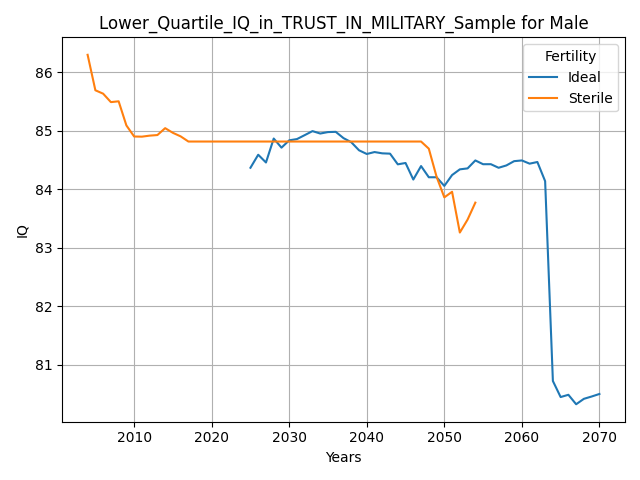 Lower_Quartile_IQ_in_TRUST_IN_MILITARY_Sample for Male
Fertility
Ideal
Sterile
86
85
84
83
82
81
IQ
2010
2020
2030
2040
2050
2060
2070
Years